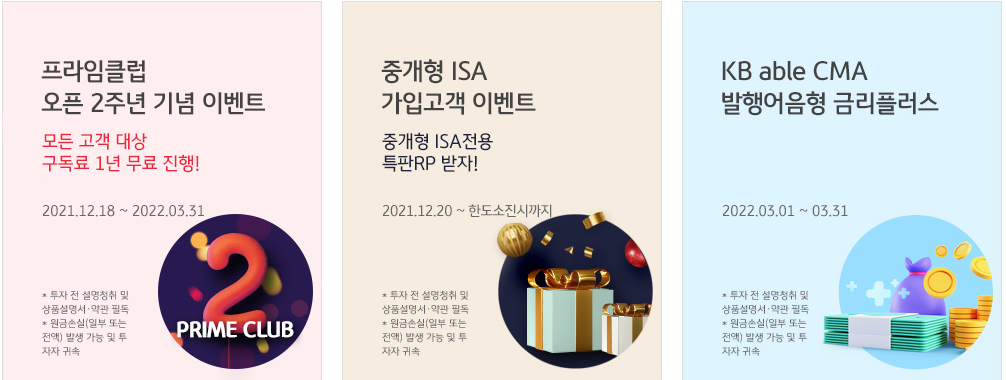 프라임클럽
오픈 2주년 기념 이벤트
모든 고객 대상
구독료 1년 무료 진행!
2021.12.18 ~ 2022.03.31
* 투자 전 설명청취 및
상품설명서·약관 필독
* 원금손실(일부 또는
전액) 발생 가능 및 투
자자 귀속
2
PRIME CLUB
중개형 ISA
가입고객 이벤트
중개형 ISA전용
특판RP 받자!
2021.12.20 ~ 한도소진시까지
* 투자 전 설명청취 및
상품설명서·약관 필독
* 원금손실(일부 또는
전액) 발생 가능 및 투
자자 귀속
KB able CMA
발행어음형 금리플러스
2022.03.01 ~ 03.31
* 투자 전 설명청취 및
상품설명서·약관 필독
* 원금손실(일부 또는
전액) 발생 가능 및 투
자자 귀속